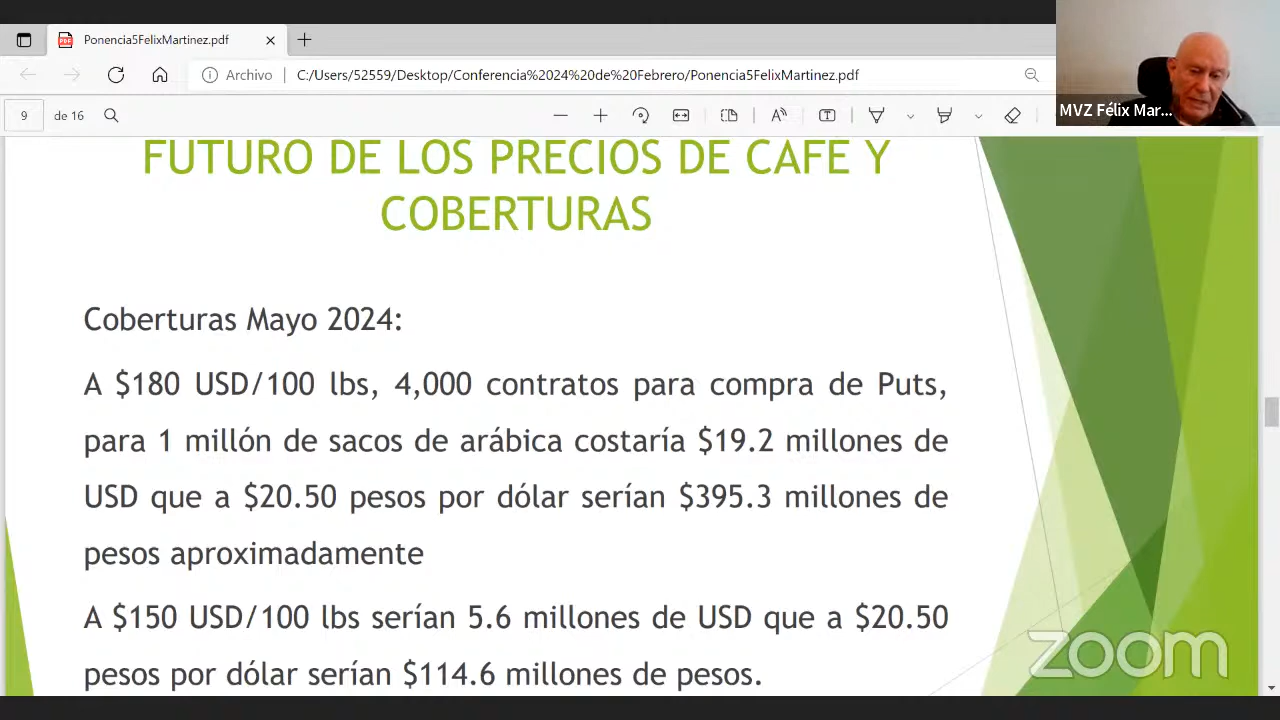 Ponencia5FelixMartinez.pdf
Archivo
C:/Users/52559/Desktop/Conferencia%2024%20de%20Febrero/Ponencia5FelixMartinez.pdf
MVZ Félix Mar...
9 de 16
FUTURO DE LOS PRECIOS DE CAFE Y
COBERTURAS
Coberturas Mayo 2024:
A $180 USD/100 lbs, 4,000 contratos para compra de Puts,
para 1 millón de sacos de arábica costaría $19.2 millones de
USD que a $20.50 pesos por dólar serían $395.3 millones de
pesos aproximadamente
A $150 USD/100 lbs serían 5.6 millones de USD que a $20.50
pesos por dólar serían $114.6 millones de pesos.
zoom